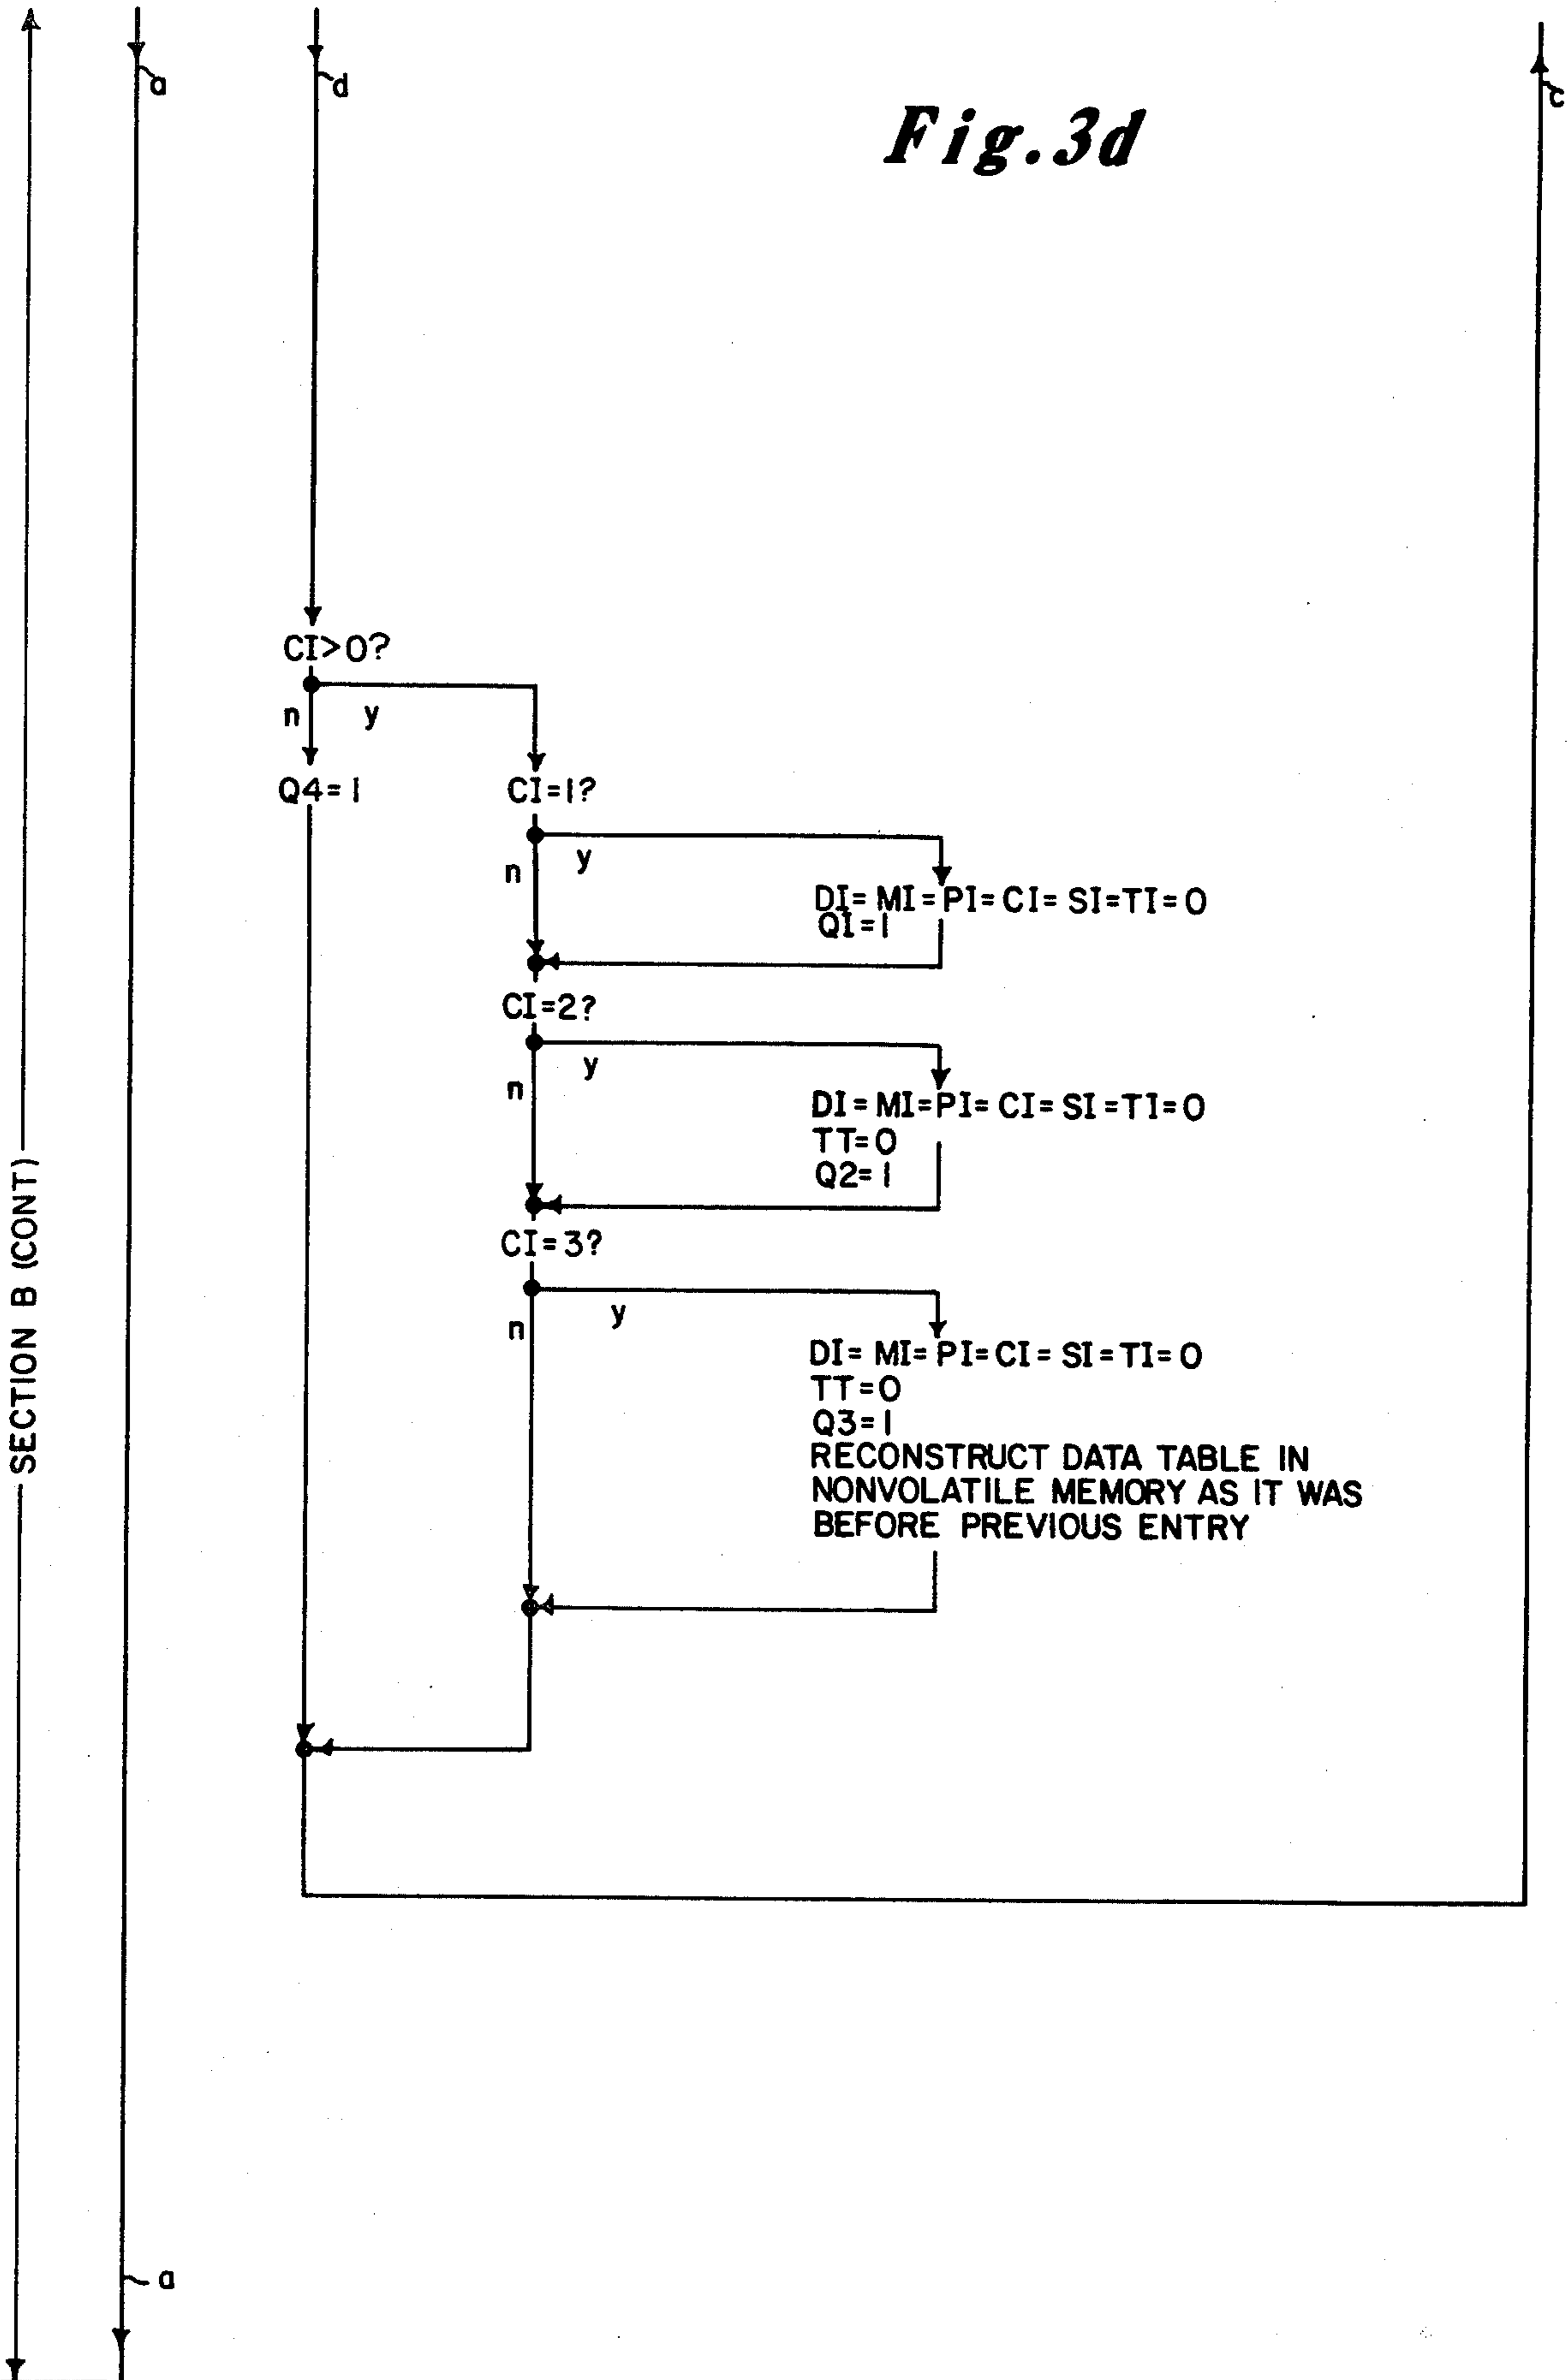 a
d
c
Fig.3d
CI>0?
n
y
Q4=1
CI=1?
n
y
DI=MI=PI=CI=SI=TI=0
QI=1
CI=2?
n
y
DI=MI=PI=CI=SI=TI=0
TT=0
Q2=1
CI=3?
n
y
DI=MI=PI=CI=SI=TI=0
TT=0
Q3=1
RECONSTRUCT DATA TABLE IN
NONVOLATILE MEMORY AS IT WAS
BEFORE PREVIOUS ENTRY
SECTION B (CONT)
a